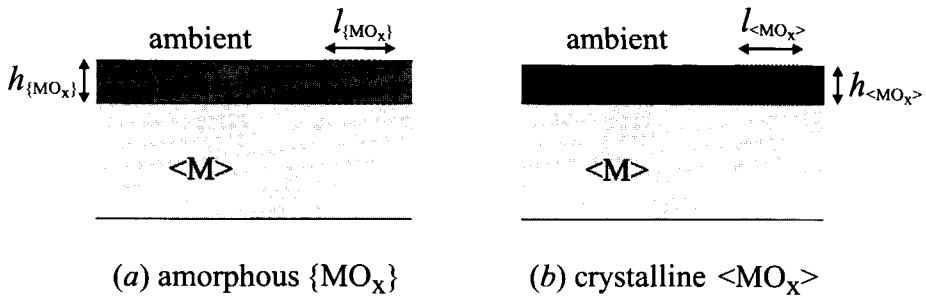 ambient
l{MOx}
h{MOx}
<M>
(a) amorphous {MOx}
ambient
l<MOx>
h<MOx>
<M>
(b) crystalline <MOx>